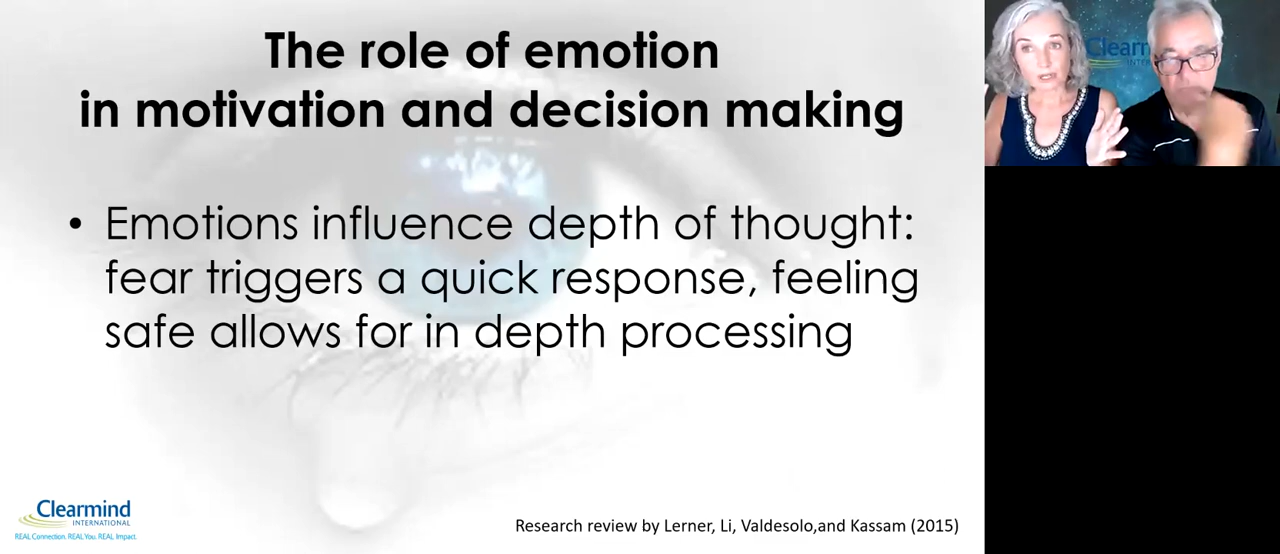 The role of emotion
in motivation and decision making
• Emotions influence depth of thought:
fear triggers a quick response, feeling
safe allows for in depth processing
Clearmind
INTERNATIONAL
REAL Connection. REAL You. REAL Impact.
Research review by Lerner, Li, Valdesolo,and Kassam (2015)
Clearn
INTE